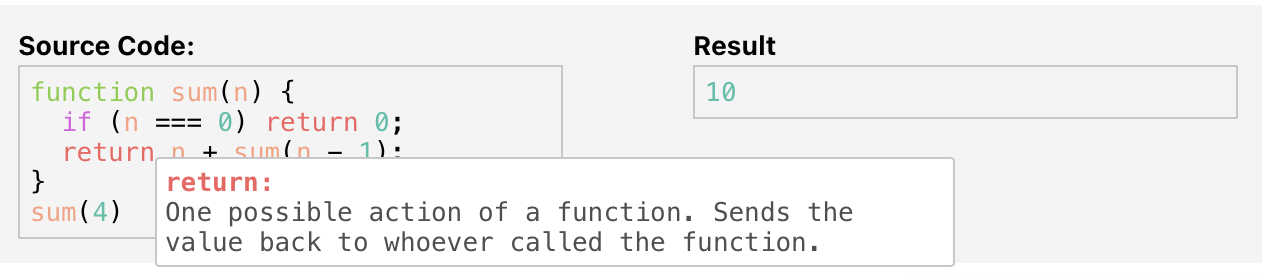 Source Code:
function sum(n) {
  if (n === 0) return 0;
  return n + sum(n - 1);
}
sum(4)
return:
One possible action of a function. Sends the
value back to whoever called the function.
Result
10